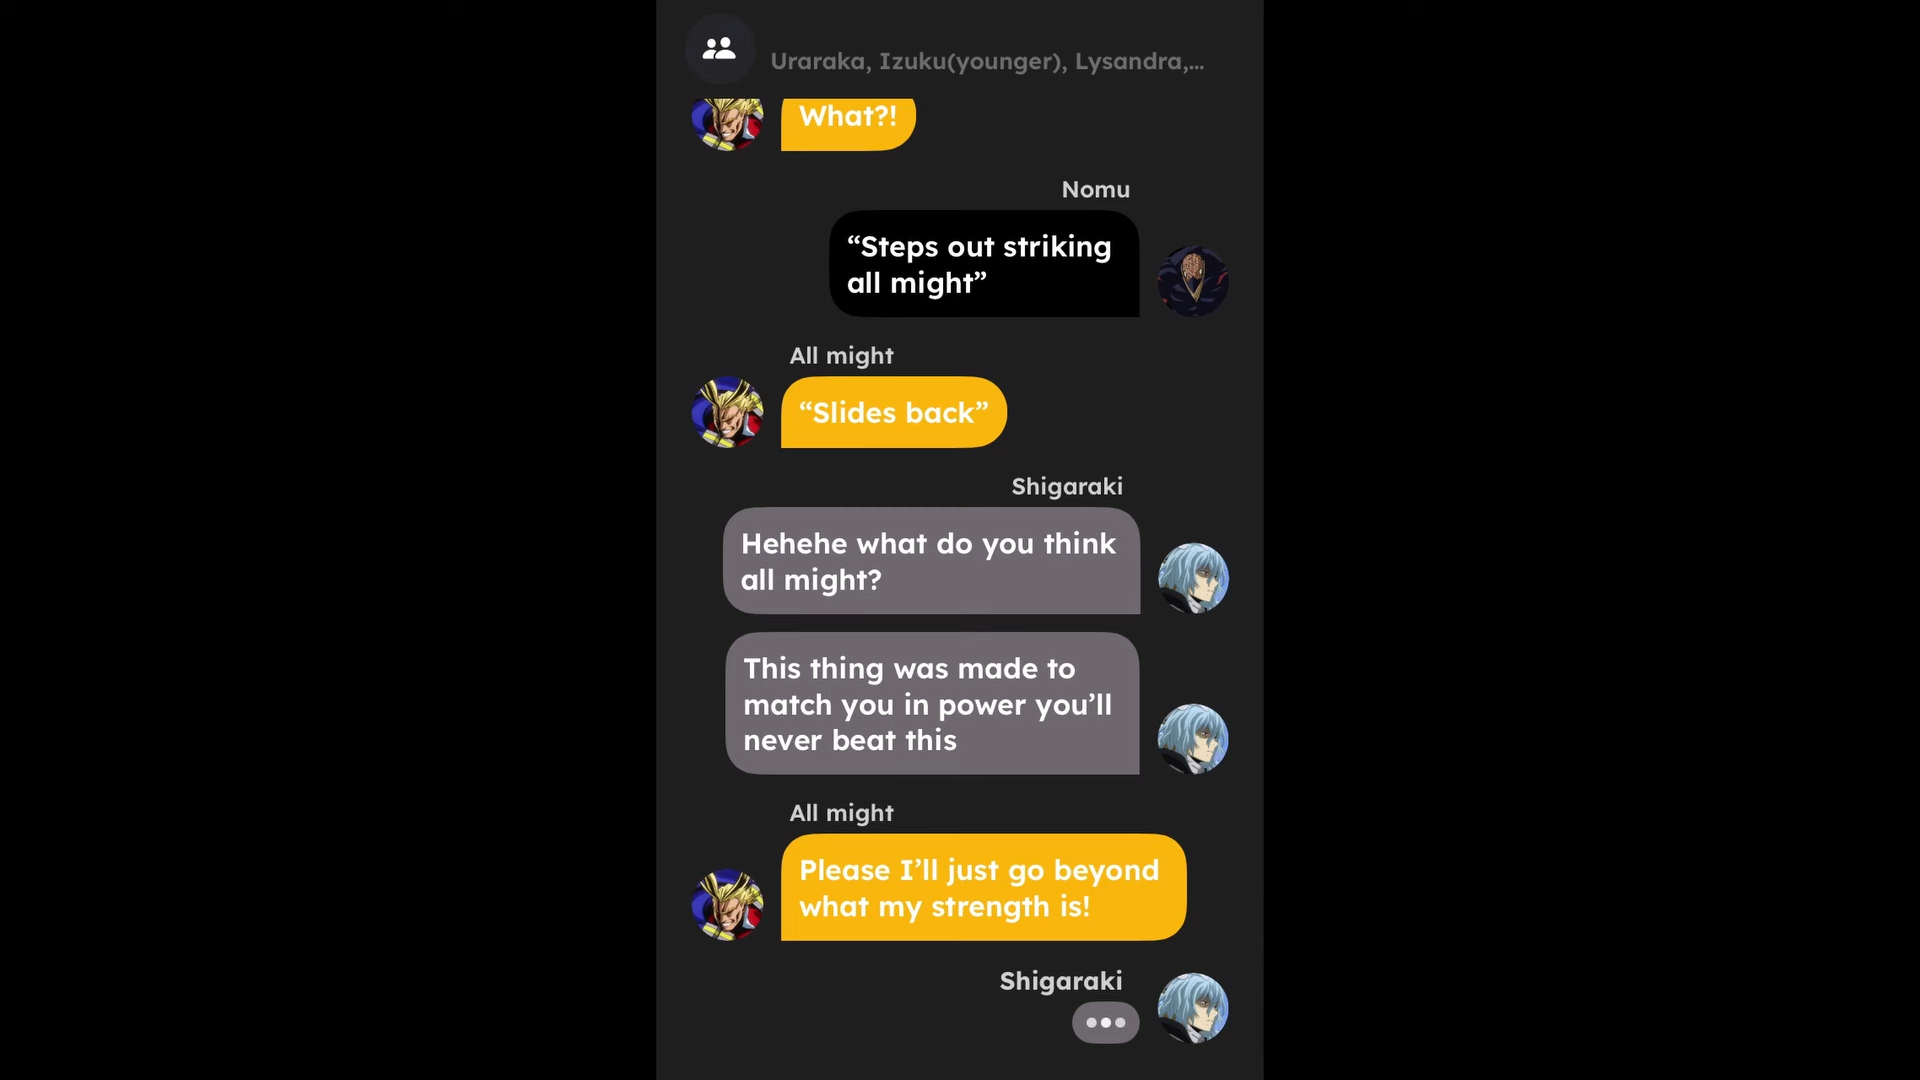 Uraraka, Izuku(younger), Lysandra,...
What?!
Nomu
“Steps out striking
all might”
All might
“Slides back”
Shigaraki
Hehehe what do you think
all might?
This thing was made to
match you in power you’ll
never beat this
All might
Please I’ll just go beyond
what my strength is!
Shigaraki